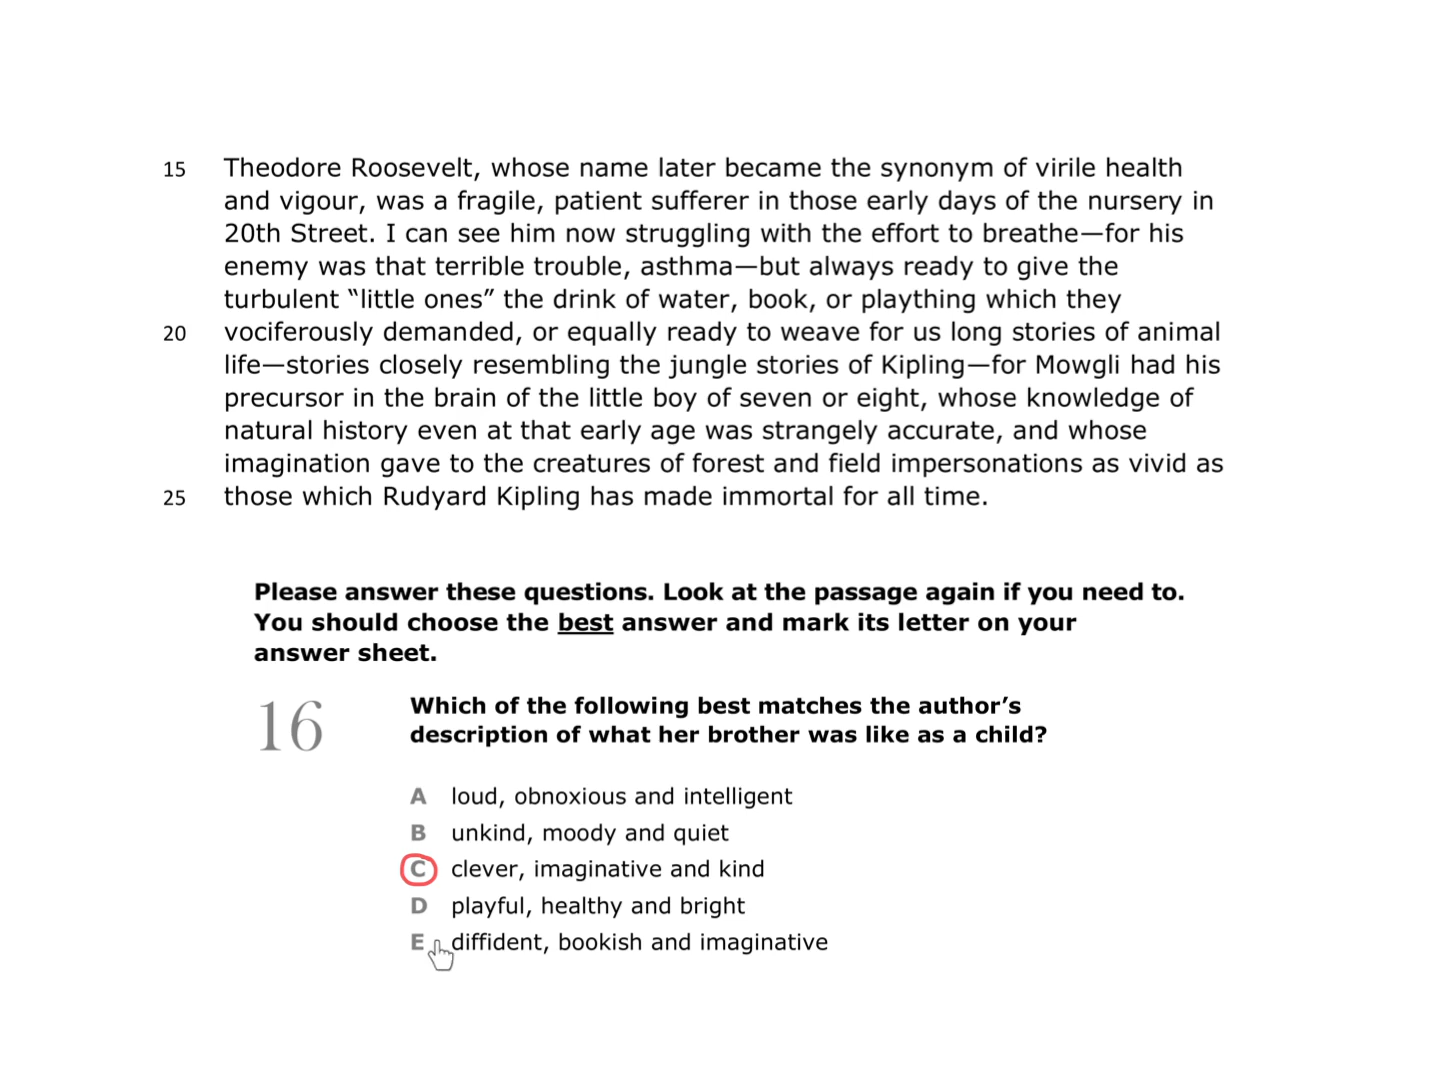 15 Theodore Roosevelt, whose name later became the synonym of virile health
and vigour, was a fragile, patient sufferer in those early days of the nursery in
20th Street. I can see him now struggling with the effort to breathe—for his
enemy was that terrible trouble, asthma—but always ready to give the
turbulent “little ones” the drink of water, book, or plaything which they
20 vociferously demanded, or equally ready to weave for us long stories of animal
life—stories closely resembling the jungle stories of Kipling—for Mowgli had his
precursor in the brain of the little boy of seven or eight, whose knowledge of
natural history even at that early age was strangely accurate, and whose
imagination gave to the creatures of forest and field impersonations as vivid as
25 those which Rudyard Kipling has made immortal for all time.
Please answer these questions. Look at the passage again if you need to.
You should choose the best answer and mark its letter on your
answer sheet.
16 Which of the following best matches the author’s
description of what her brother was like as a child?
A loud, obnoxious and intelligent
B unkind, moody and quiet
C clever, imaginative and kind
D playful, healthy and bright
E diffident, bookish and imaginative